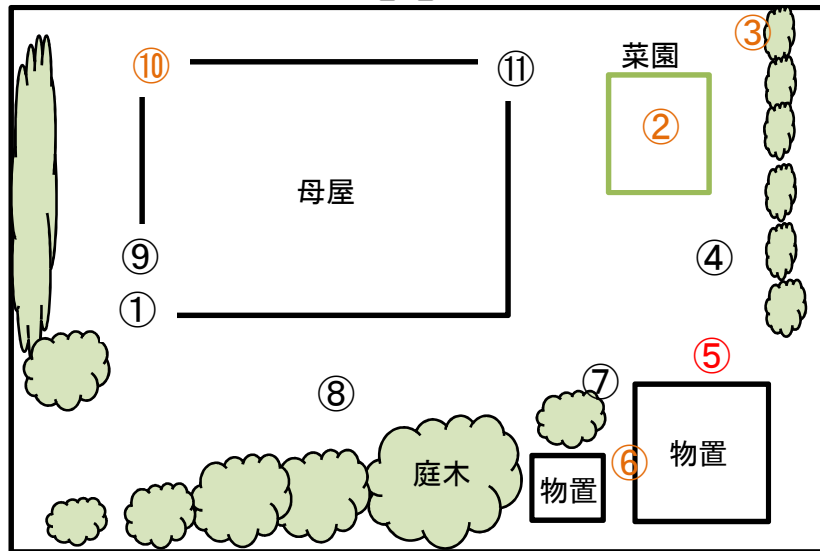 ③
⑩
⑪
菜園
②
母屋
⑨
④
①
⑤
⑦
⑧
庭木
⑥
物置
物置